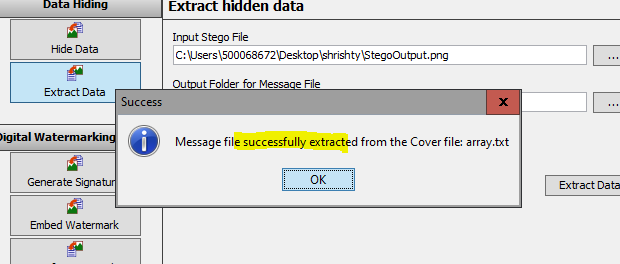 Data Hiding
Extract hidden data
Hide Data
Input Stego File
C:\Users\500068672\Desktop\shrishty\StegoOutput.png
...
Extract Data
Output Folder for Message File
...
Success
X
Message file successfully extracted from the Cover file: array.txt
OK
Digital Watermarking
Generate Signatur
Extract Data
Embed Watermark